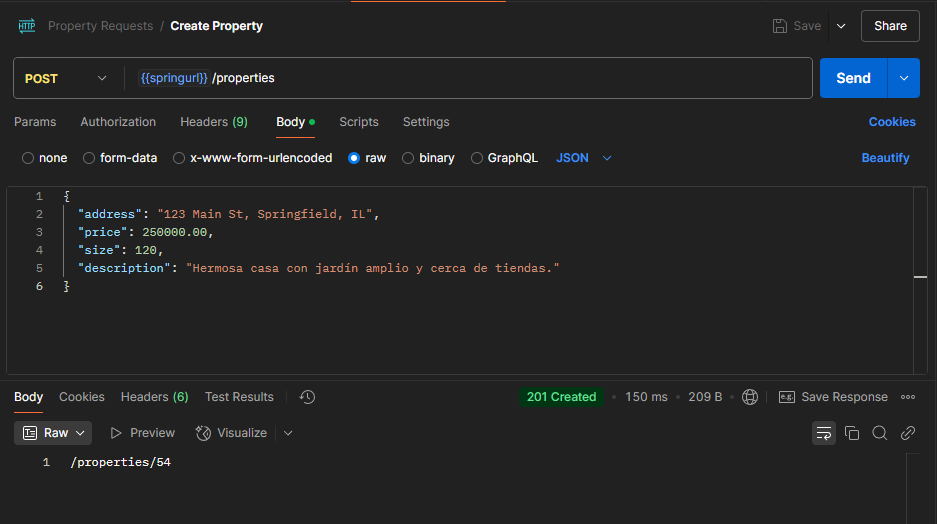 HTTP Property Requests / Create Property Save Share
POST {{springurl}} /properties Send
Params Authorization Headers (9) Body Scripts Settings Cookies
none form-data x-www-form-urlencoded raw binary GraphQL JSON Beautify
1 {
2 "address": "123 Main St, Springfield, IL",
3 "price": 250000.00,
4 "size": 120,
5 "description": "Hermosa casa con jardín amplio y cerca de tiendas."
6 }
Body Cookies Headers (6) Test Results 201 Created • 150 ms • 209 B • e.g. Save Response
Raw Preview Visualize
1 /properties/54